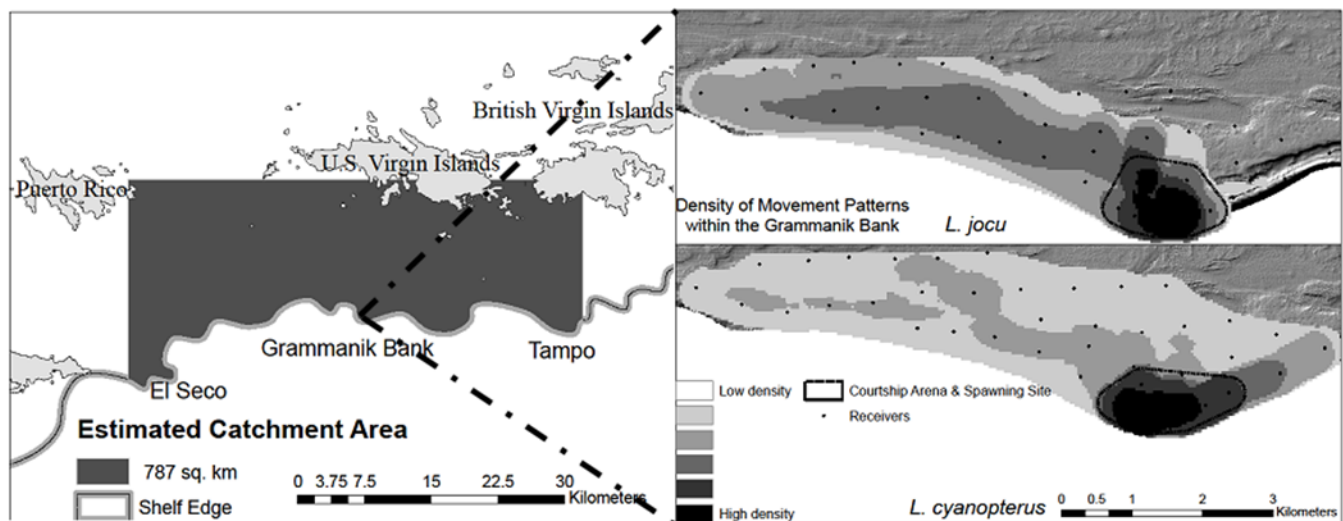 British Virgin Islands
U.S. Virgin Islands
Puerto Rico
Grammanik Bank
Tampo
El Seco
Estimated Catchment Area
787 sq. km
Shelf Edge
0 3.75 7.5 15 22.5 30
Kilometers
Density of Movement Patterns
within the Grammanik Bank
L. jocu
Low density
High density
Courtship Arena & Spawning Site
Receivers
L. cyanopterus
0 0.5 1 2 3
Kilometers